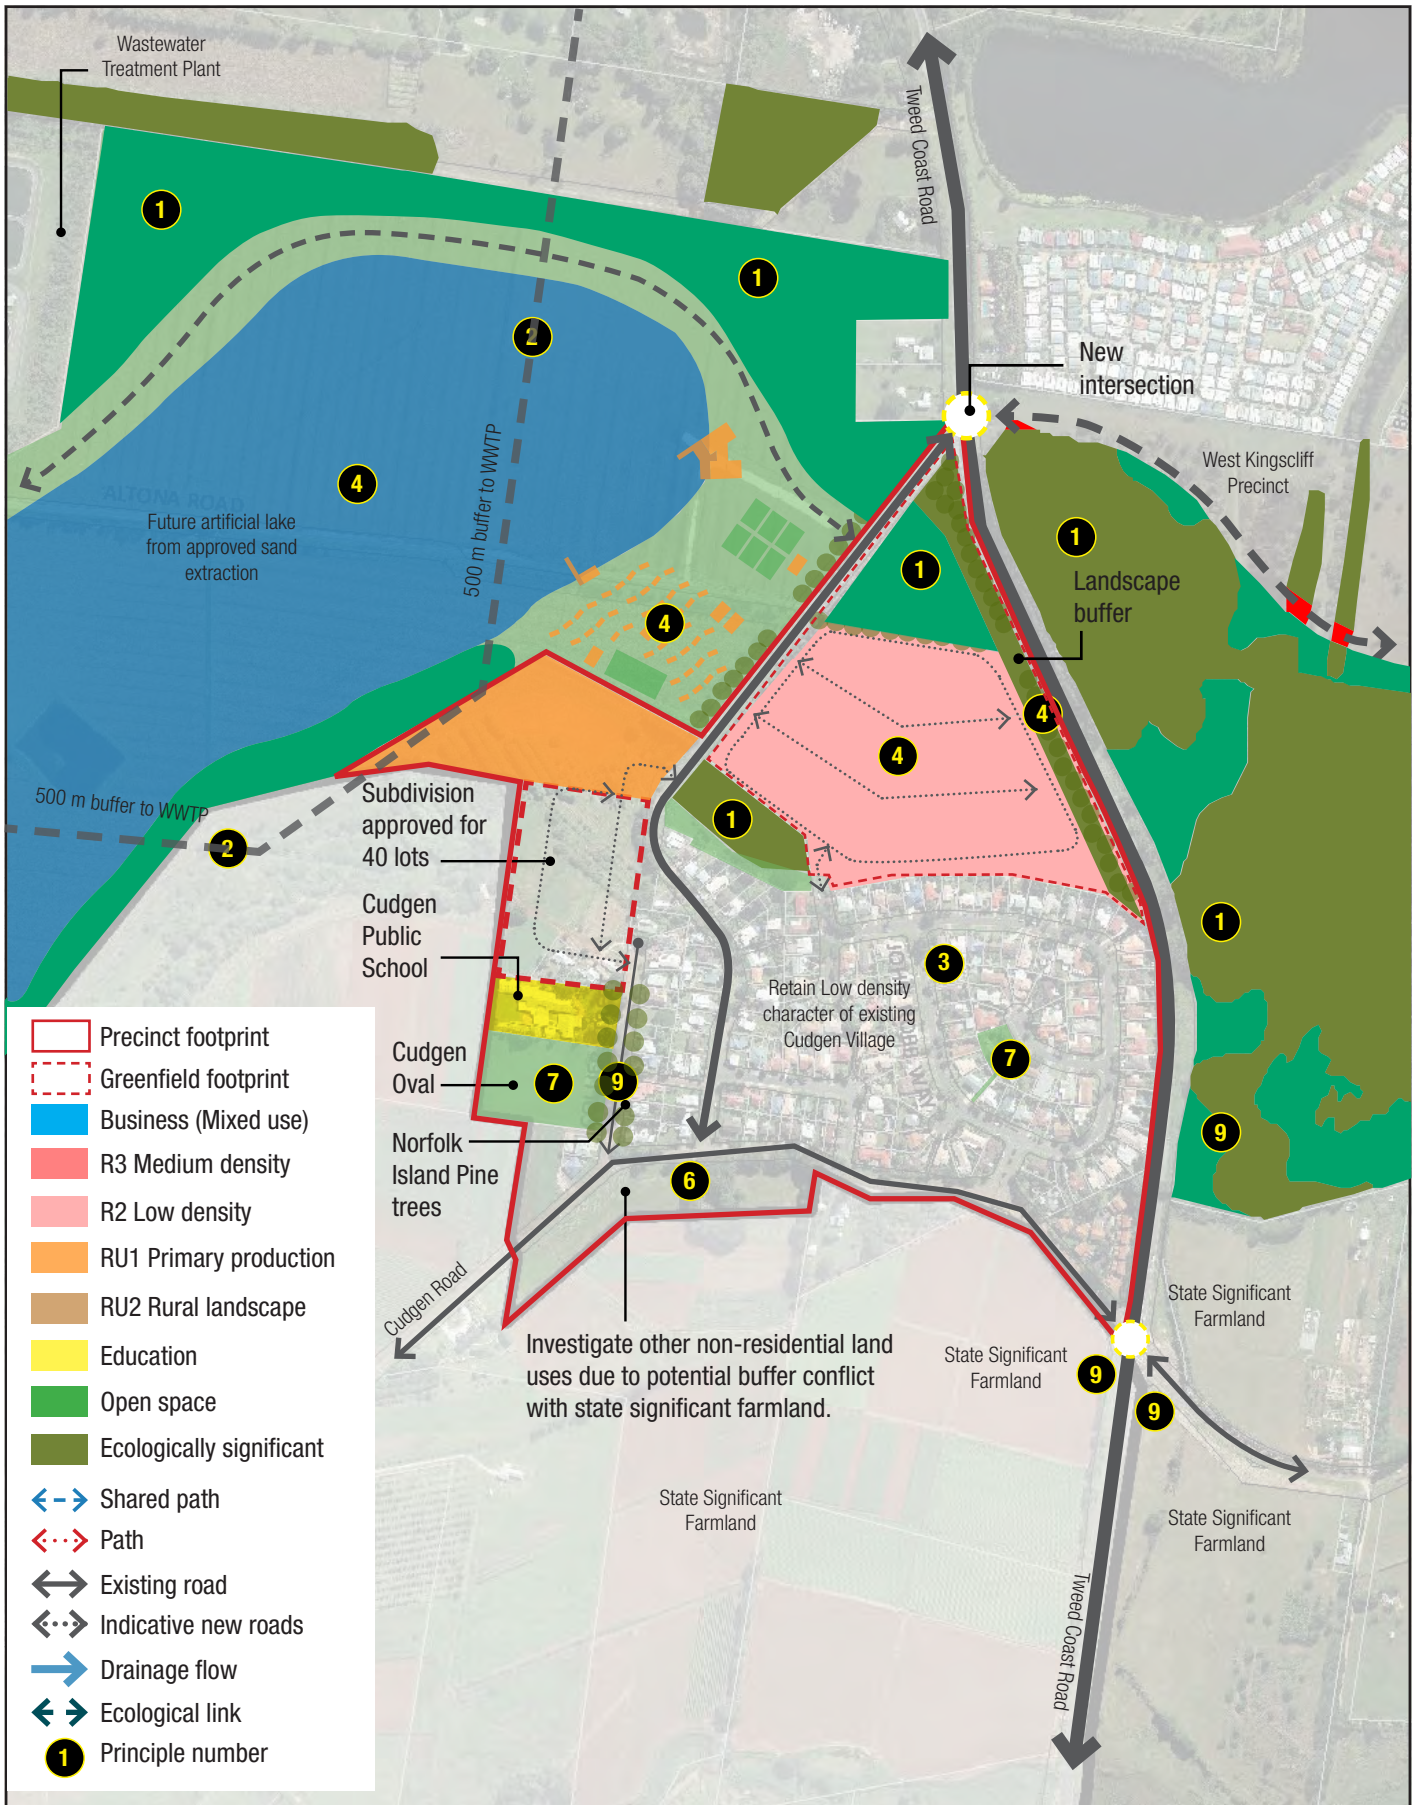 Wastewater
Treatment Plant
Tweed Coast Road
1
1
2
New
intersection
West Kingscliff
Precinct
500 m buffer to WWTP
4
ALTONA ROAD
Future artificial lake
from approved sand
extraction
1
1
Landscape
buffer
4
4
4
500 m buffer to WWTP
2
Subdivision
approved for
40 lots
1
Cudgen
Public
School
1
3
Retain Low density
character of existing
Cudgen Village
Cudgen
Oval
7
9
7
9
Norfolk
Island Pine
trees
6
Cudgen Road
Investigate other non-residential land
uses due to potential buffer conflict
with state significant farmland.
State Significant
Farmland
State Significant
Farmland
9
9
State Significant
Farmland
State Significant
Farmland
Tweed Coast Road
Precinct footprint
Greenfield footprint
Business (Mixed use)
R3 Medium density
R2 Low density
RU1 Primary production
RU2 Rural landscape
Education
Open space
Ecologically significant
Shared path
Path
Existing road
Indicative new roads
Drainage flow
Ecological link
1 Principle number